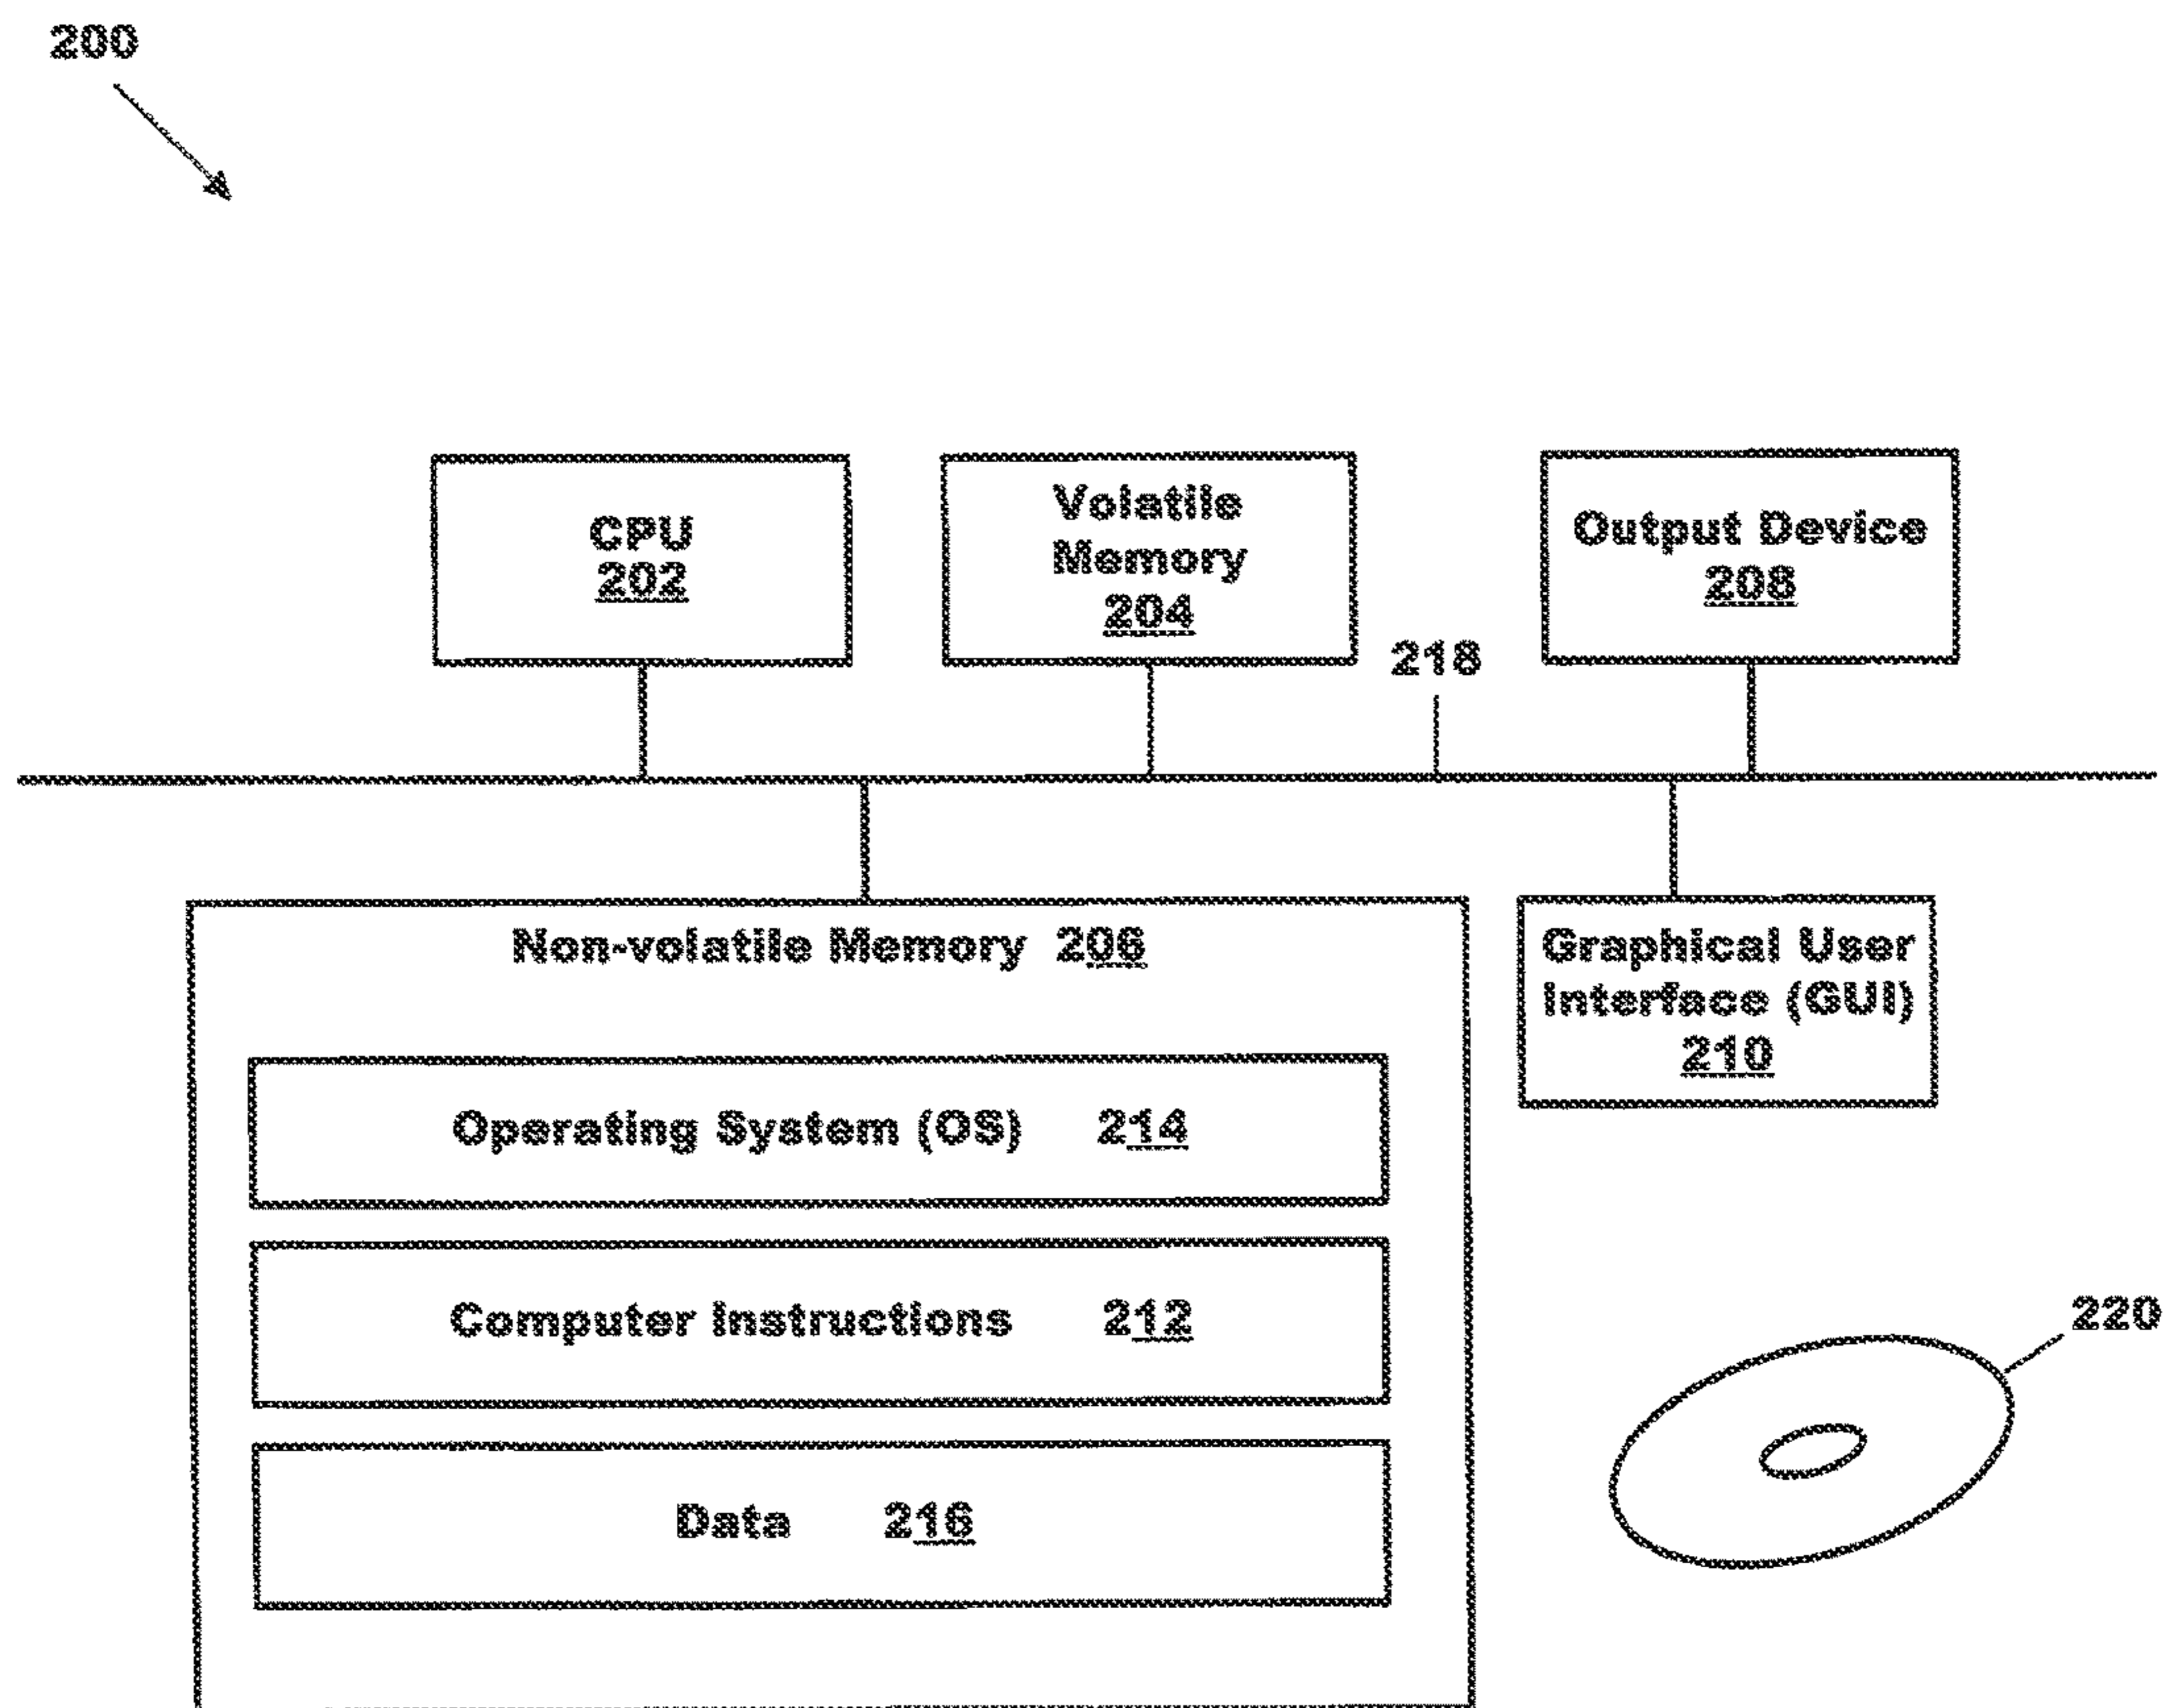 200
CPU
202
Volatile
Memory
204
Output Device
208
218
Non-volatile Memory 206
Graphical User
Interface (GUI)
210
Operating System (OS) 214
Computer Instructions 212
220
Data 216